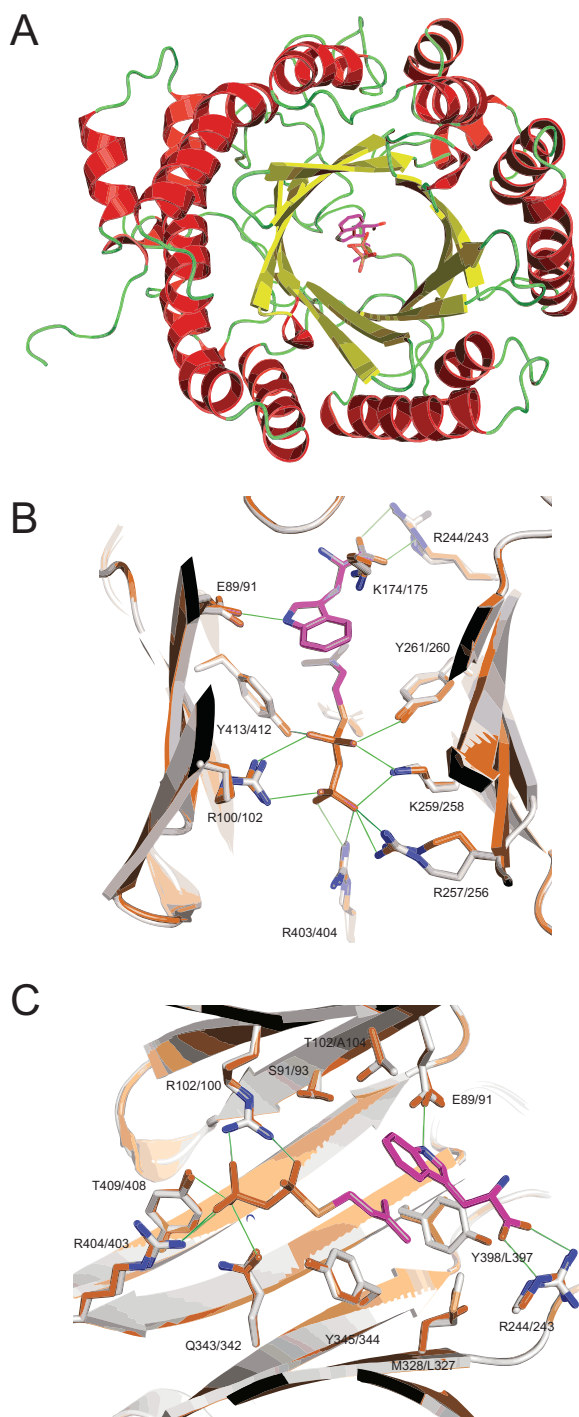 A
B
R244/243
E89/91
K174/175
Y261/260
Y413/412
R100/102
K259/258
R257/256
R403/404
C
T102/A104
R102/100
S91/93
E89/91
T409/408
R404/403
Y398/L397
Q343/342
Y345/344
R244/243
M328/L327